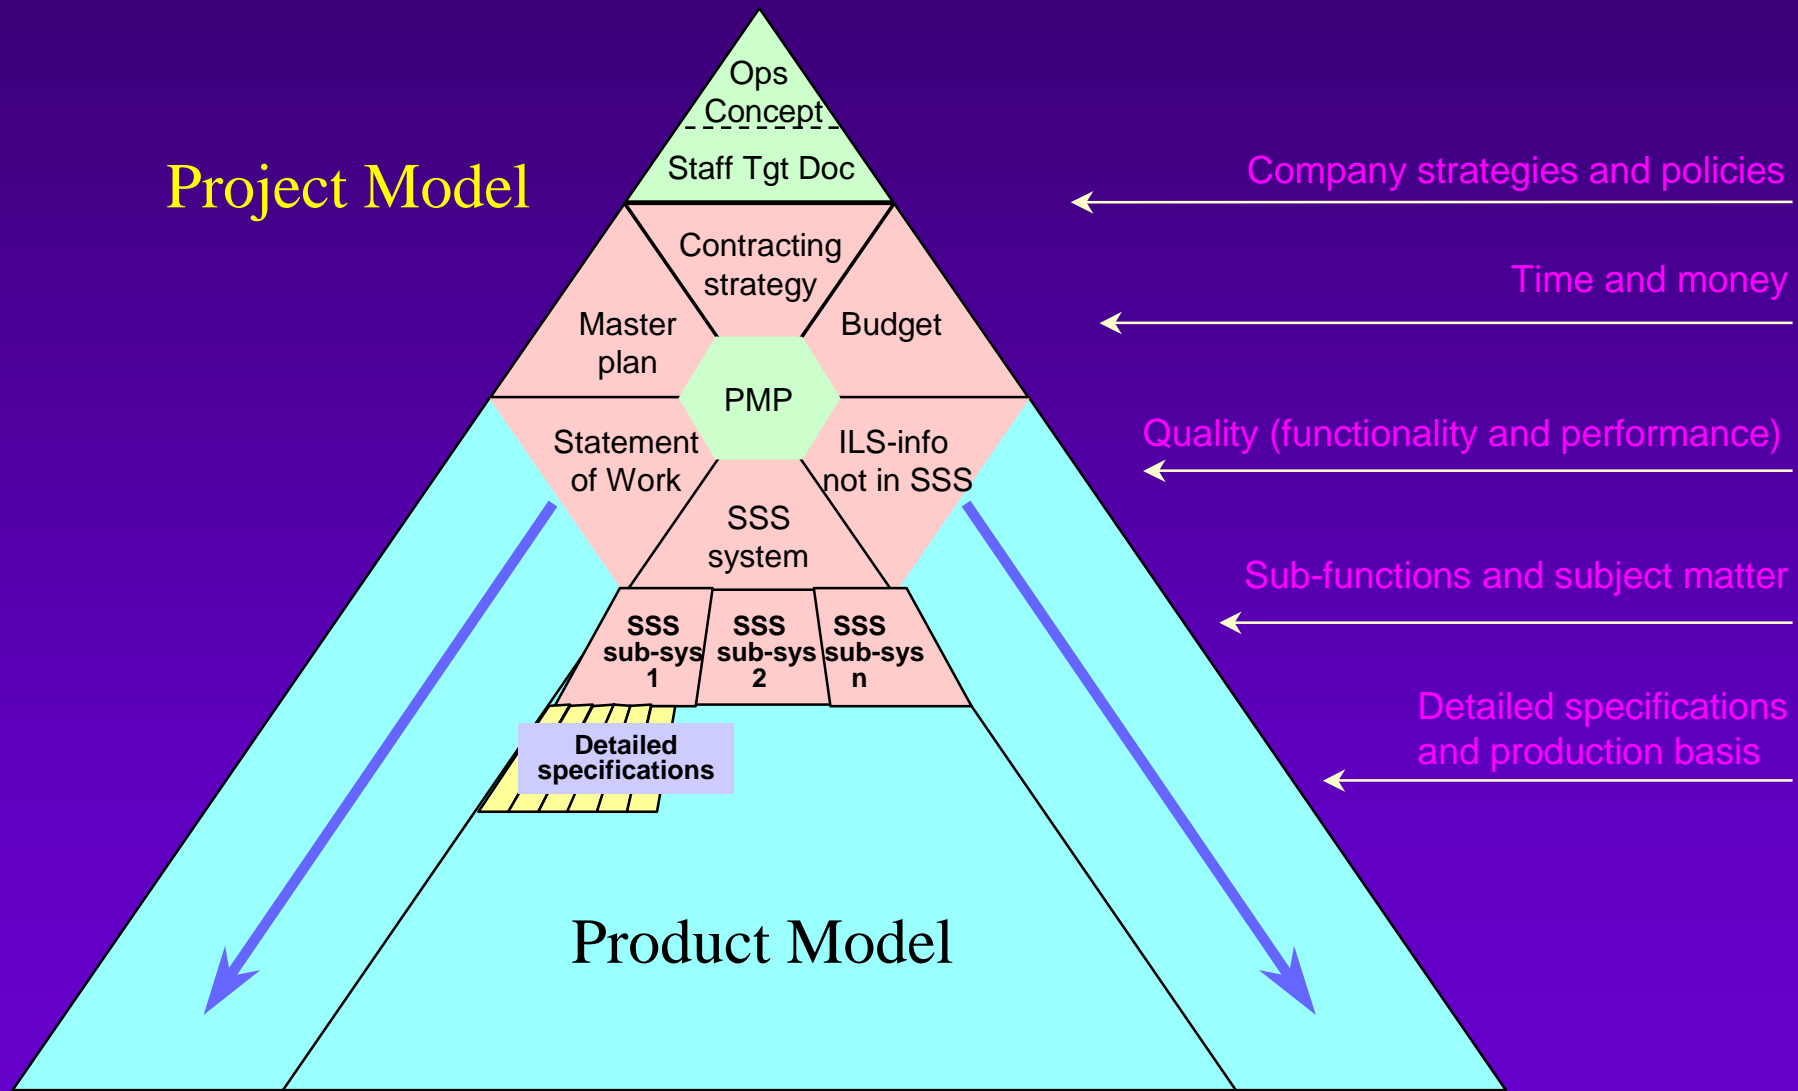 Ops
Concept
Staff Tgt Doc
Project Model
Company strategies and policies
Contracting
strategy
Time and money
Master
plan
Budget
PMP
Statement
of Work
ILS-info
not in SSS
Quality (functionality and performance)
SSS
system
Sub-functions and subject matter
SSS
sub-sys
1
SSS
sub-sys
2
SSS
sub-sys
n
Detailed specifications
and production basis
Detailed
specifications
Product Model